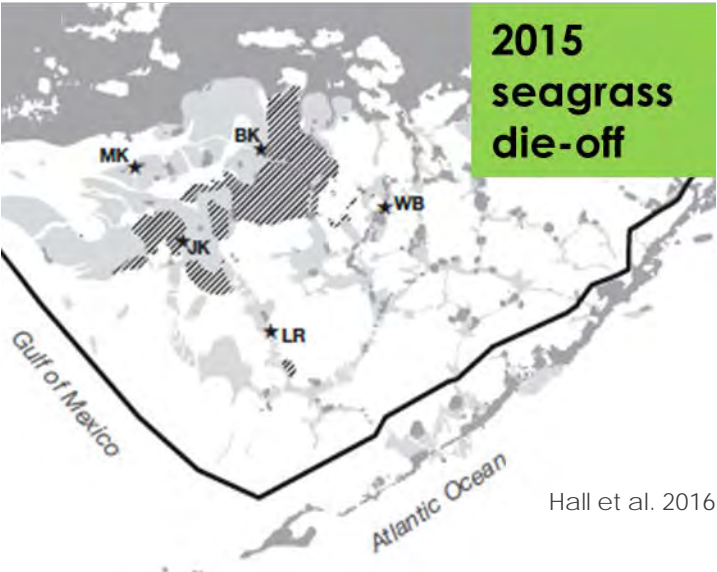 2015
seagrass
die-off
BK
MK
WB
JK
LR
Gulf of Mexico
Atlantic Ocean
Hall et al. 2016